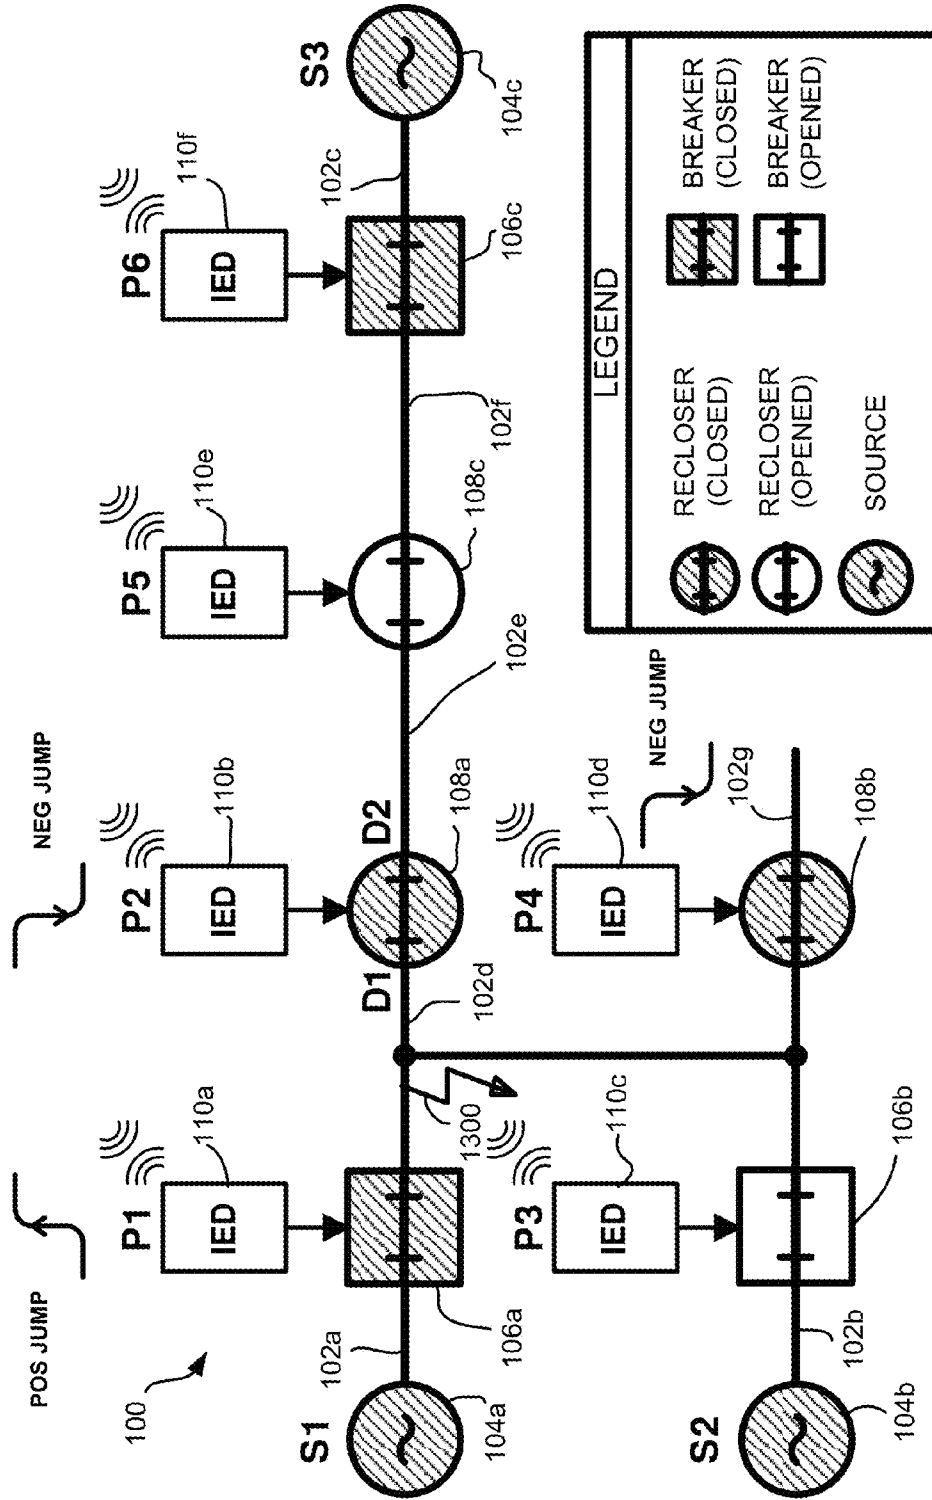 100
POS JUMP
NEG JUMP
P1
110a
IED
P2
110b
IED
P5
110e
IED
P6
110f
IED
S1
104a
102a
106a
1300
D1
102d
D2
108a
102e
108c
102f
106c
102c
S3
104c
P3
110c
IED
P4
110d
IED
NEG JUMP
102g
S2
104b
102b
106b
108b
LEGEND
RECLOSER
(CLOSED)
BREAKER
(CLOSED)
RECLOSER
(OPENED)
BREAKER
(OPENED)
SOURCE